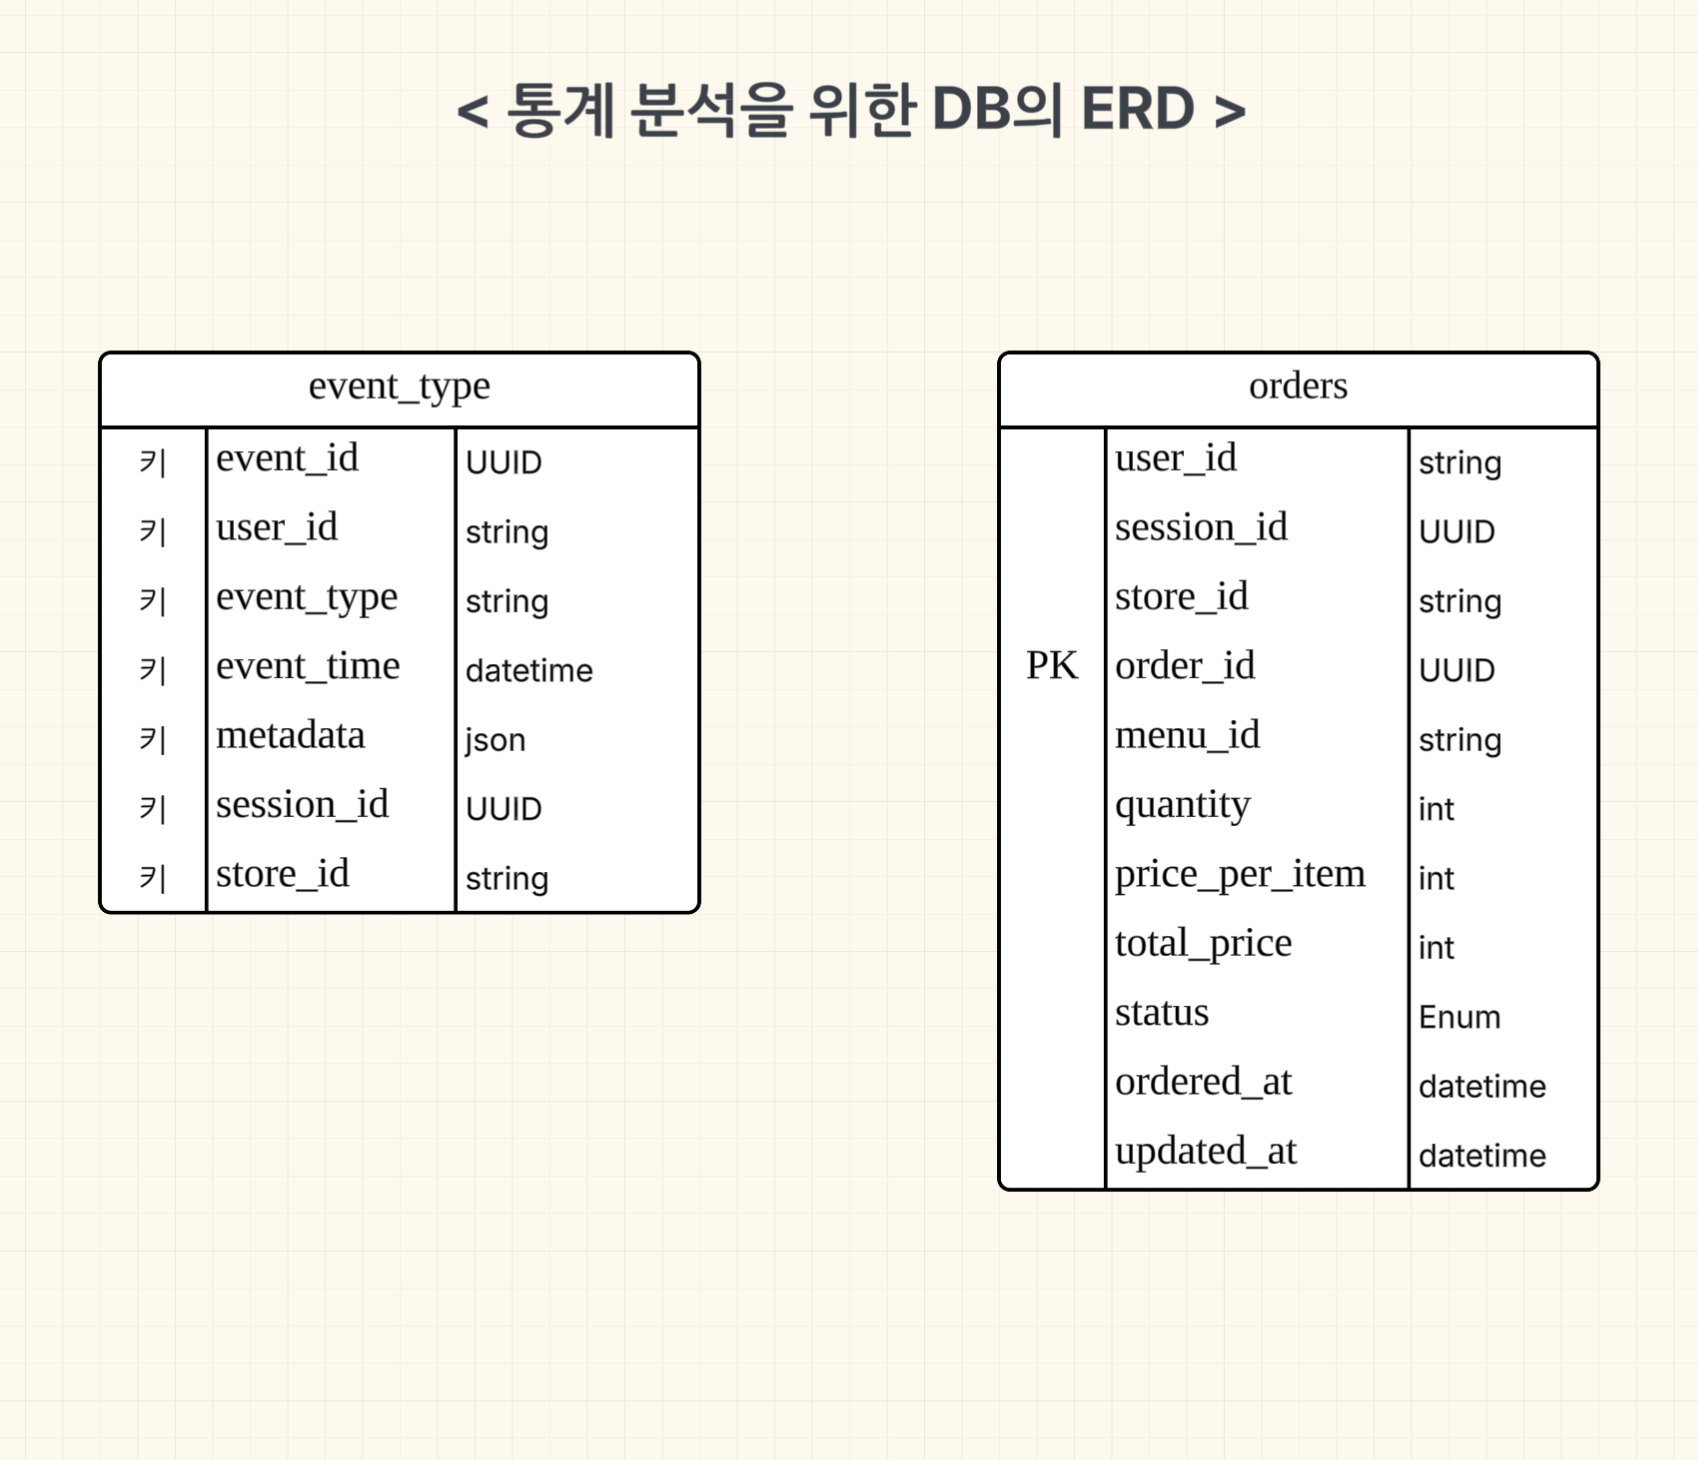 < 통계 분석을 위한 DB의 ERD >
event_type
키 event_id UUID
키 user_id string
키 event_type string
키 event_time datetime
키 metadata json
키 session_id UUID
키 store_id string
orders
user_id string
session_id UUID
store_id string
PK order_id UUID
menu_id string
quantity int
price_per_item int
total_price int
status Enum
ordered_at datetime
updated_at datetime